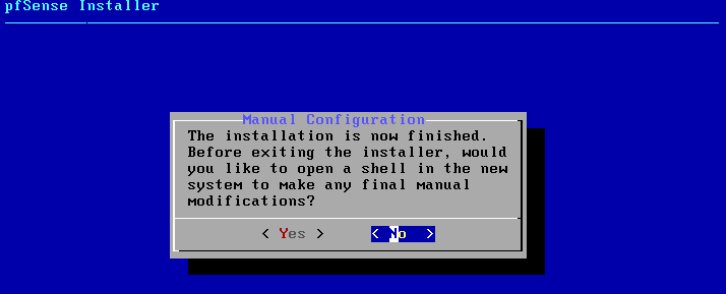 pfSense Installer
Manual Configuration
The installation is now finished.
Before exiting the installer, would
you like to open a shell in the new
system to make any final manual
modifications?
< Yes > < No >